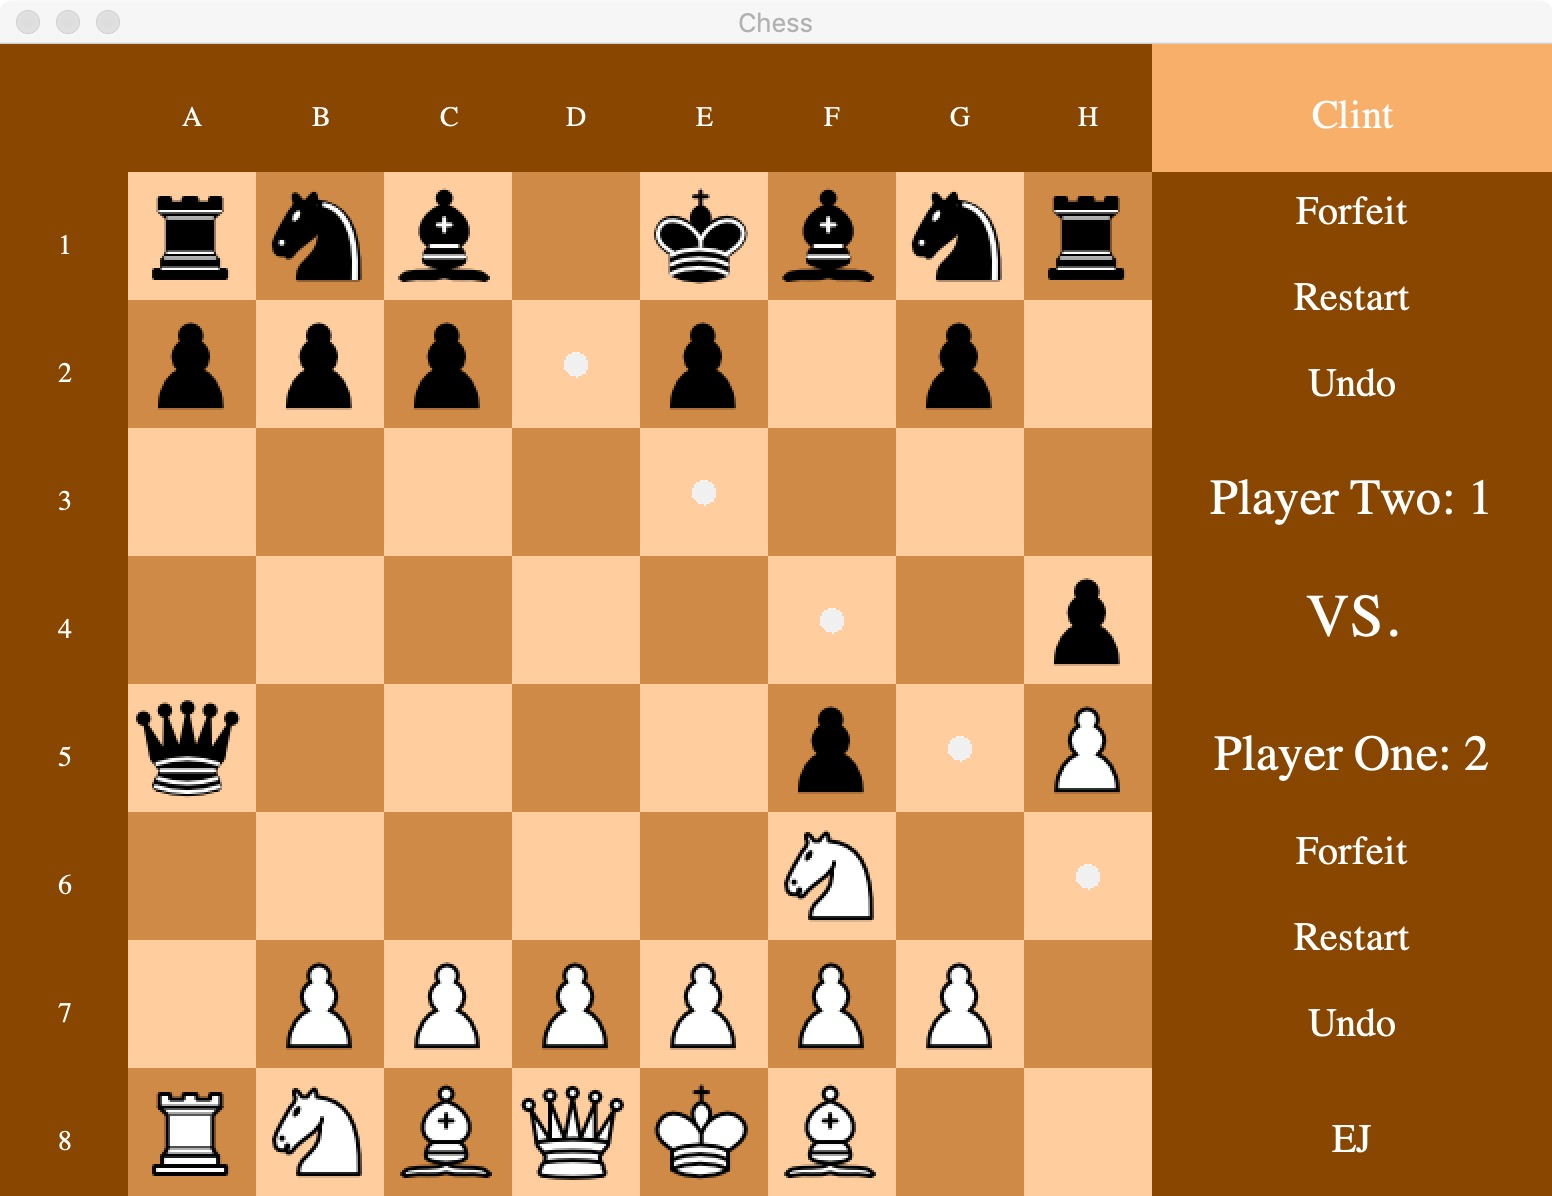 Chess
A B C D E F G H
Clint
1
Forfeit
Restart
2
Undo
3
Player Two: 1
4
VS.
5
Player One: 2
6
Forfeit
Restart
7
Undo
8
EJ